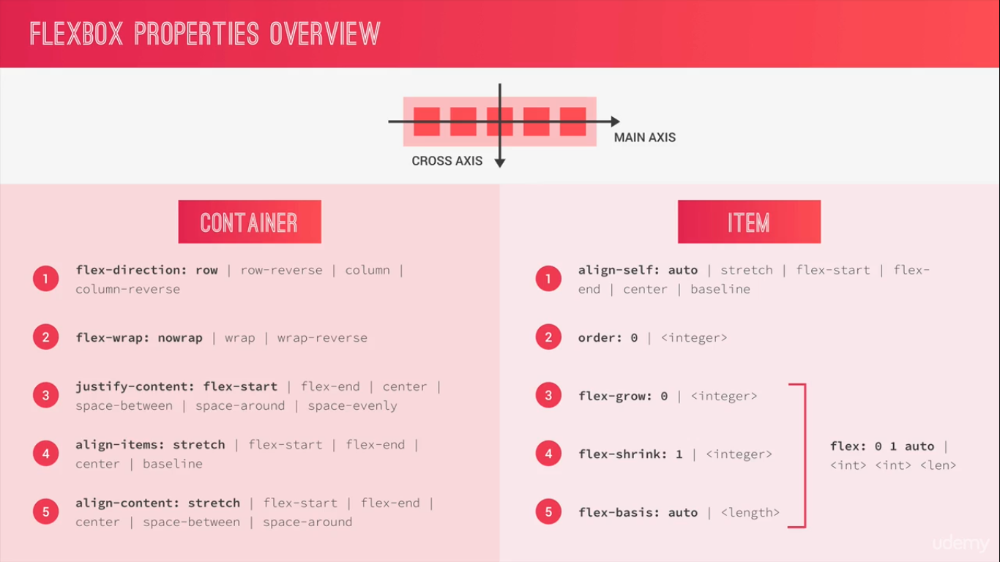 FLEXBOX PROPERTIES OVERVIEW
MAIN AXIS
CROSS AXIS
CONTAINER
1 flex-direction: row | row-reverse | column |
column-reverse
2 flex-wrap: nowrap | wrap | wrap-reverse
3 justify-content: flex-start | flex-end | center |
space-between | space-around | space-evenly
4 align-items: stretch | flex-start | flex-end |
center | baseline
5 align-content: stretch | flex-start | flex-end |
center | space-between | space-around
ITEM
1 align-self: auto | stretch | flex-start | flex-
end | center | baseline
2 order: 0 | <integer>
3 flex-grow: 0 | <integer>
4 flex-shrink: 1 | <integer>
5 flex-basis: auto | <length>
flex: 0 1 auto |
<int> <int> <len>
udemy